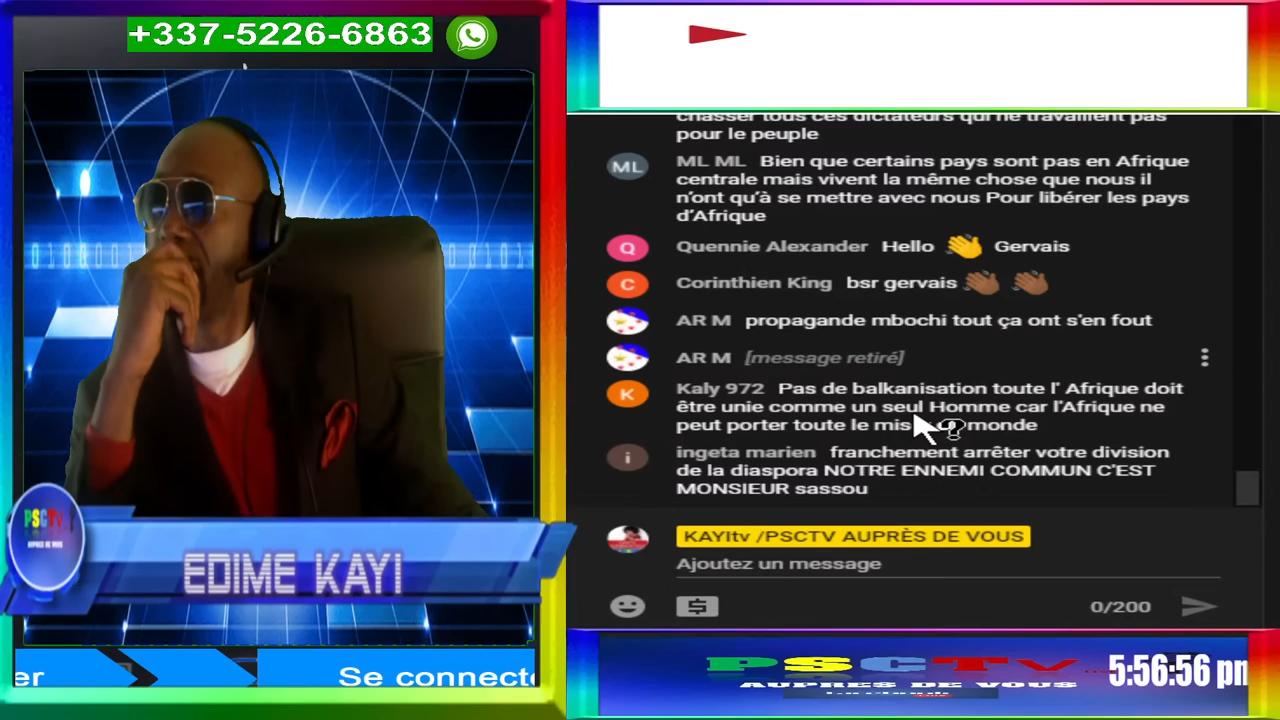 +337-5226-6863
PSCTV
AUPRES DE VOUS
EDIME KAYI
er
Se connecte
chasser tous ces dictateurs qui ne travaillent pas
pour le peuple
ML
ML ML Bien que certains pays sont pas en Afrique
centrale mais vivent la même chose que nous il
n'ont qu'à se mettre avec nous Pour libérer les pays
d'Afrique
Q
Quennie Alexander Hello 👋 Gervais
C
Corinthien King bsr gervais 👋🏾 👋🏾
AR M propagande mbochi tout ça ont s'en fout
AR M [message retiré]
K
Kaly 972 Pas de balkanisation toute l' Afrique doit
être unie comme un seul Homme car l'Afrique ne
peut porter toute le mis monde
i
ingeta marien franchement arrêter votre division
de la diaspora NOTRE ENNEMI COMMUN C'EST
MONSIEUR sassou
KAYItv /PSCTV AUPRÈS DE VOUS
Ajoutez un message
0/200
PSCTv
AUPRES DE VOUS
5:56:56 pm